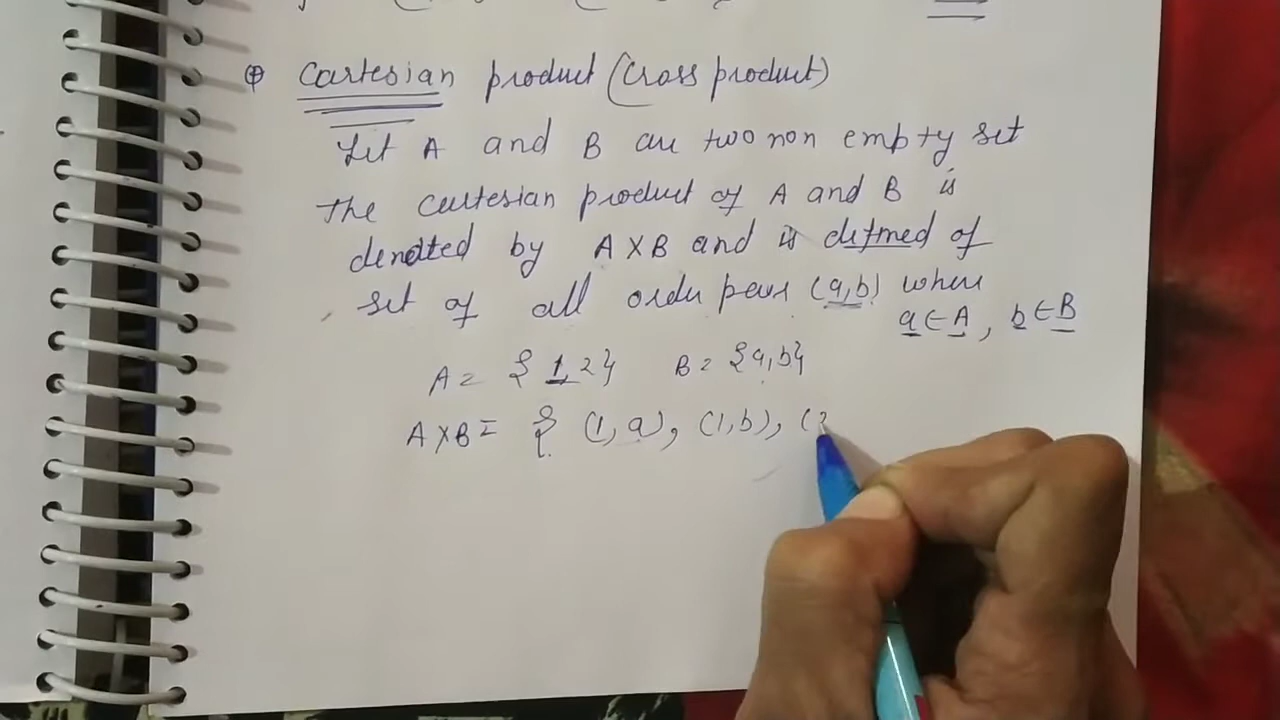 Cartesian product (Cross product)
Let A and B are two non empty set
The cartesian product of A and B is
denoted by A X B and is defined of
set of all order pair (a,b) where
a ∈ A, b ∈ B
A = { 1, 2} B = {a, b}
A X B = { (1, a), (1, b), (2